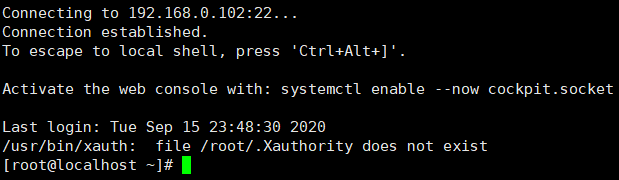 Connecting to 192.168.0.102:22...
Connection established.
To escape to local shell, press 'Ctrl+Alt+]'.
Activate the web console with: systemctl enable --now cockpit.socket
Last login: Tue Sep 15 23:48:30 2020
/usr/bin/xauth:  file /root/.Xauthority does not exist
[root@localhost ~]#